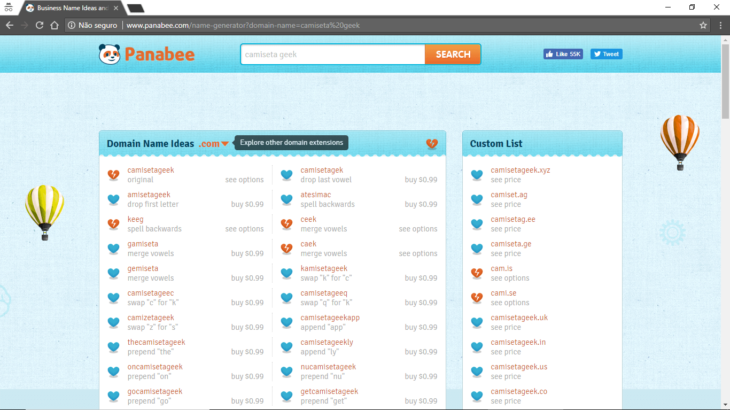 Business Name Ideas and
Não seguro | www.panabee.com/name-generator?domain-name=camiseta%20geek
Panabee
camiseta geek
SEARCH
Like 55K
Tweet
Domain Name Ideas .com
Explore other domain extensions
camisetageek
original see options
amisetageek
drop first letter buy $0.99
keeg
spell backwards see options
gamiseta
merge vowels buy $0.99
gemiseta
merge vowels buy $0.99
camisetageec
swap "c" for "k" buy $0.99
camizetageek
swap "z" for "s" buy $0.99
thecamisetageek
prepend "the" buy $0.99
oncamisetageek
prepend "on" buy $0.99
gocamisetageek
prepend "go" buy $0.99
camisetagek
drop last vowel buy $0.99
atesimac
spell backwards buy $0.99
ceek
merge vowels see options
caek
merge vowels see options
kamisetageek
swap "k" for "c" buy $0.99
camisetageeq
swap "q" for "k" buy $0.99
camisetageekapp
append "app" buy $0.99
camisetageekly
append "ly" buy $0.99
nucamisetageek
prepend "nu" buy $0.99
getcamisetageek
prepend "get" buy $0.99
Custom List
camisetageek.xyz
see price
camiset.ag
see price
camisetag.ee
see price
camiseta.ge
see price
cam.is
see options
cami.se
see options
camisetageek.uk
see price
camisetageek.in
see price
camisetageek.us
see price
camisetageek.co
see price